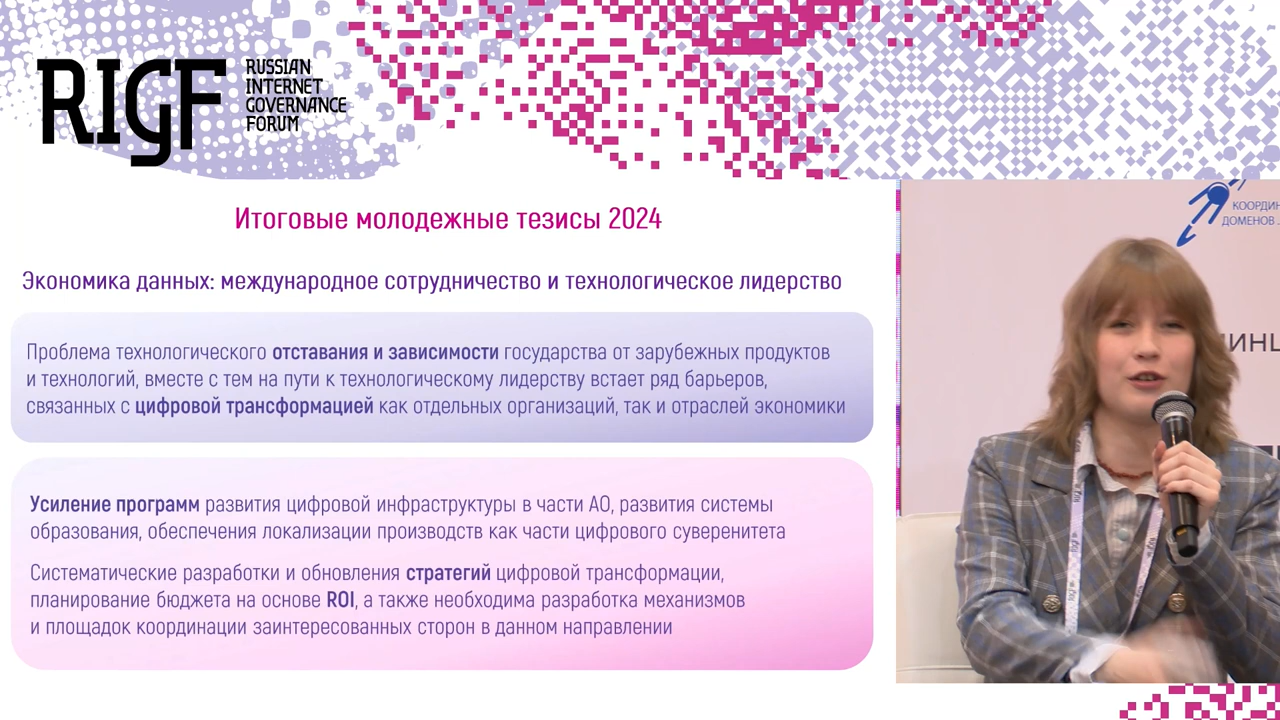 RIGF
RUSSIAN
INTERNET
GOVERNANCE
FORUM
Итоговые молодежные тезисы 2024
Экономика данных: международное сотрудничество и технологическое лидерство
Проблема технологического отставания и зависимости государства от зарубежных продуктов
и технологий, вместе с тем на пути к технологическому лидерству встает ряд барьеров,
связанных с цифровой трансформацией как отдельных организаций, так и отраслей экономики
Усиление программ развития цифровой инфраструктуры в части АО, развития системы
образования, обеспечения локализации производств как части цифрового суверенитета
Систематические разработки и обновления стратегий цифровой трансформации,
планирование бюджета на основе ROI, а также необходима разработка механизмов
и площадок координации заинтересованных сторон в данном направлении
КООРДИН
ДОМЕНОВ